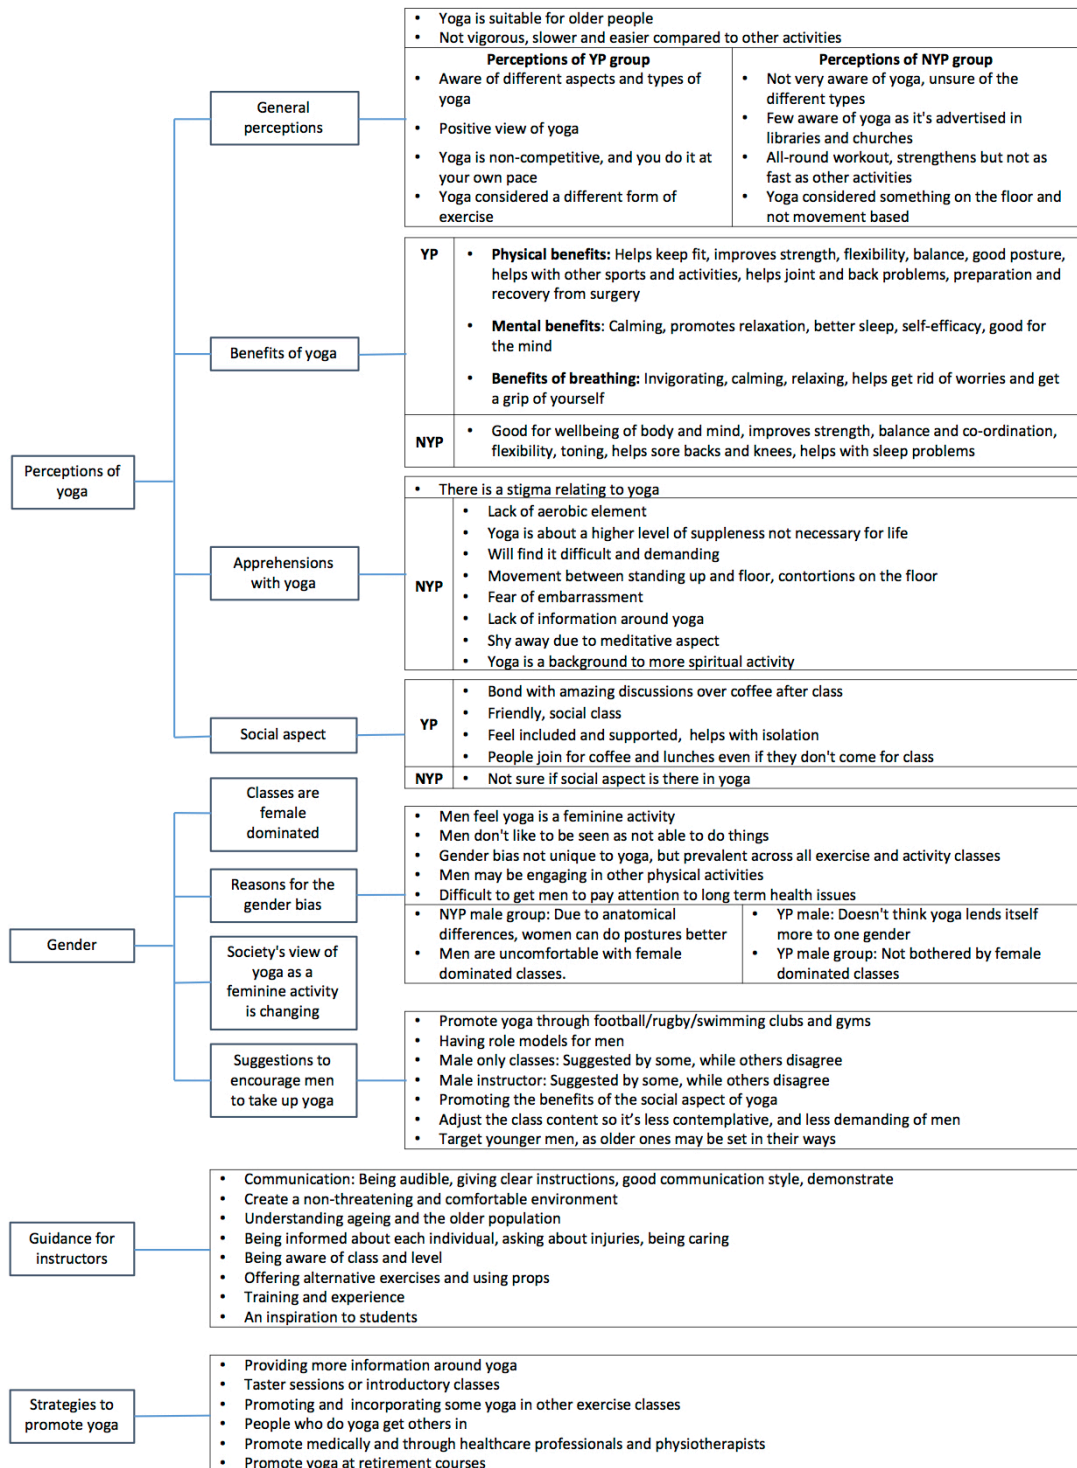 Perceptions of
yoga
General
perceptions
• Yoga is suitable for older people
• Not vigorous, slower and easier compared to other activities
Perceptions of YP group
• Aware of different aspects and types of
yoga
• Positive view of yoga
• Yoga is non-competitive, and you do it at
your own pace
• Yoga considered a different form of
exercise
Perceptions of NYP group
• Not very aware of yoga, unsure of the
different types
• Few aware of yoga as it's advertised in
libraries and churches
• All-round workout, strengthens but not as
fast as other activities
• Yoga considered something on the floor and
not movement based
Benefits of yoga
YP
• Physical benefits: Helps keep fit, improves strength, flexibility, balance, good posture,
helps with other sports and activities, helps joint and back problems, preparation and
recovery from surgery
• Mental benefits: Calming, promotes relaxation, better sleep, self-efficacy, good for
the mind
• Benefits of breathing: Invigorating, calming, relaxing, helps get rid of worries and get
a grip of yourself
NYP
• Good for wellbeing of body and mind, improves strength, balance and co-ordination,
flexibility, toning, helps sore backs and knees, helps with sleep problems
Apprehensions
with yoga
• There is a stigma relating to yoga
NYP
• Lack of aerobic element
• Yoga is about a higher level of suppleness not necessary for life
• Will find it difficult and demanding
• Movement between standing up and floor, contortions on the floor
• Fear of embarrassment
• Lack of information around yoga
• Shy away due to meditative aspect
• Yoga is a background to more spiritual activity
Social aspect
YP
• Bond with amazing discussions over coffee after class
• Friendly, social class
• Feel included and supported, helps with isolation
• People join for coffee and lunches even if they don't come for class
NYP
• Not sure if social aspect is there in yoga
Gender
Classes are
female
dominated
Reasons for the
gender bias
• Men feel yoga is a feminine activity
• Men don't like to be seen as not able to do things
• Gender bias not unique to yoga, but prevalent across all exercise and activity classes
• Men may be engaging in other physical activities
• Difficult to get men to pay attention to long term health issues
• NYP male group: Due to anatomical
differences, women can do postures better
• Men are uncomfortable with female
dominated classes.
• YP male: Doesn't think yoga lends itself
more to one gender
• YP male group: Not bothered by female
dominated classes
Society's view of
yoga as a
feminine activity
is changing
Suggestions to
encourage men
to take up yoga
• Promote yoga through football/rugby/swimming clubs and gyms
• Having role models for men
• Male only classes: Suggested by some, while others disagree
• Male instructor: Suggested by some, while others disagree
• Promoting the benefits of the social aspect of yoga
• Adjust the class content so it's less contemplative, and less demanding of men
• Target younger men, as older ones may be set in their ways
Guidance for
instructors
• Communication: Being audible, giving clear instructions, good communication style, demonstrate
• Create a non-threatening and comfortable environment
• Understanding ageing and the older population
• Being informed about each individual, asking about injuries, being caring
• Being aware of class and level
• Offering alternative exercises and using props
• Training and experience
• An inspiration to students
Strategies to
promote yoga
• Providing more information around yoga
• Taster sessions or introductory classes
• Promoting and incorporating some yoga in other exercise classes
• People who do yoga get others in
• Promote medically and through healthcare professionals and physiotherapists
• Promote yoga at retirement courses